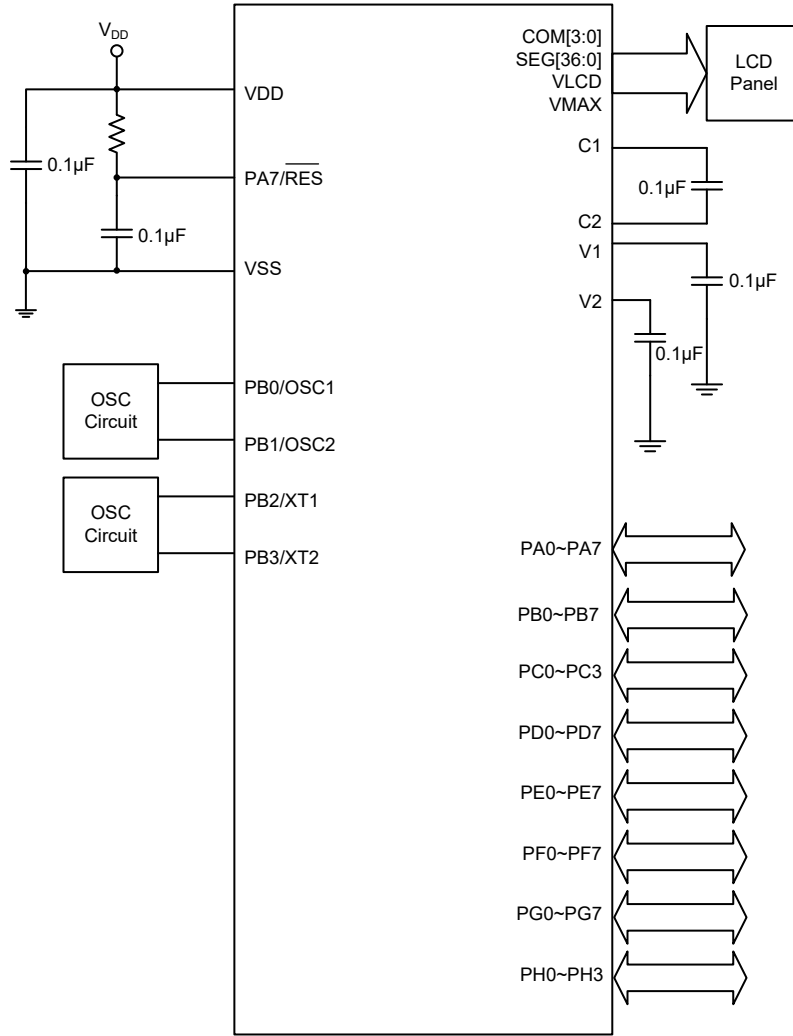 VDD
VDD
0.1µF
PA7/RES
0.1µF
VSS
OSC
Circuit
PB0/OSC1
PB1/OSC2
OSC
Circuit
PB2/XT1
PB3/XT2
COM[3:0]
SEG[36:0]
VLCD
VMAX
LCD
Panel
C1
0.1µF
C2
V1
0.1µF
V2
0.1µF
PA0~PA7
PB0~PB7
PC0~PC3
PD0~PD7
PE0~PE7
PF0~PF7
PG0~PG7
PH0~PH3